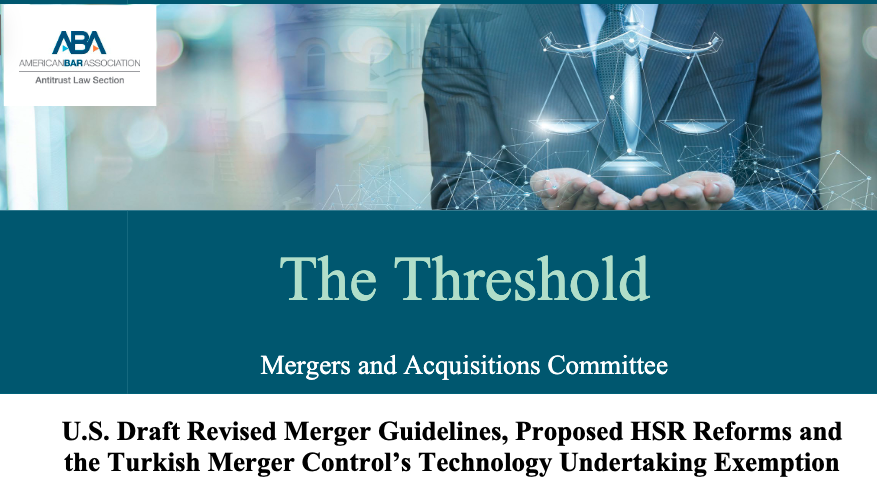 ABA
AMERICANBARASSOCIATION
Antitrust Law Section
The Threshold
Mergers and Acquisitions Committee
U.S. Draft Revised Merger Guidelines, Proposed HSR Reforms and
the Turkish Merger Control’s Technology Undertaking Exemption